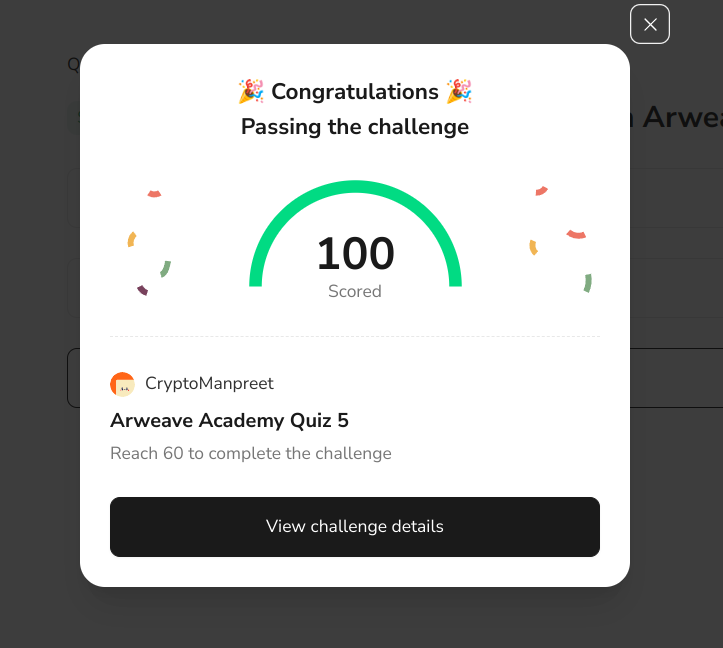 🎉 Congratulations 🎉
Passing the challenge
100
Scored
CryptoManpreet
Arweave Academy Quiz 5
Reach 60 to complete the challenge
View challenge details